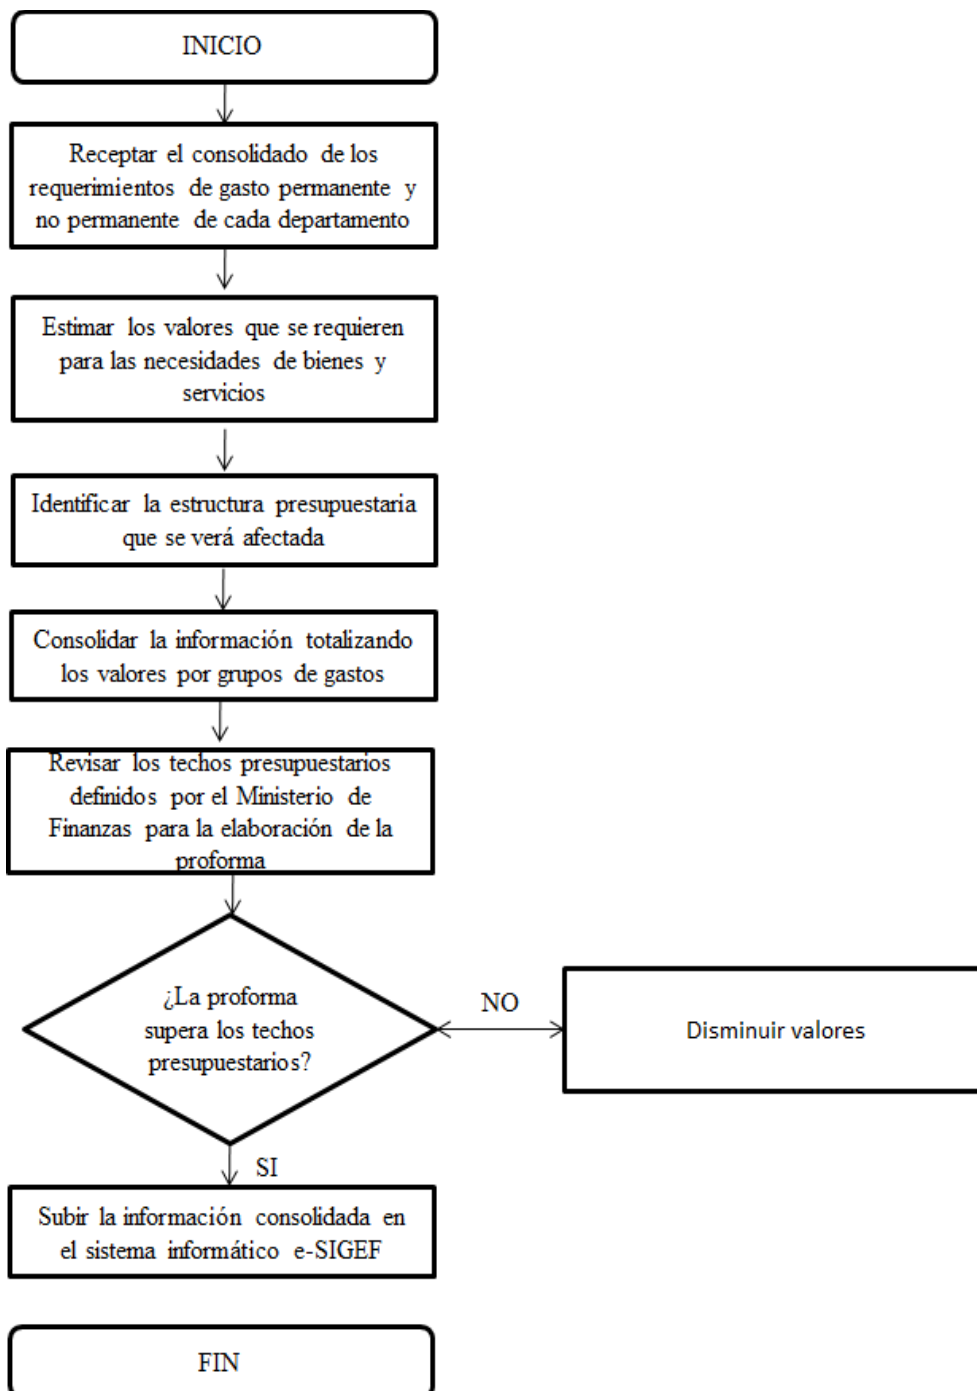 INICIO
Receptar el consolidado de los
requerimientos de gasto permanente y
no permanente de cada departamento
Estimar los valores que se requieren
para las necesidades de bienes y
servicios
Identificar la estructura presupuestaria
que se verá afectada
Consolidar la información totalizando
los valores por grupos de gastos
Revisar los techos presupuestarios
definidos por el Ministerio de
Finanzas para la elaboración de la
proforma
¿La proforma
supera los techos
presupuestarios?
NO
Disminuir valores
SI
Subir la información consolidada en
el sistema informático e-SIGEF
FIN